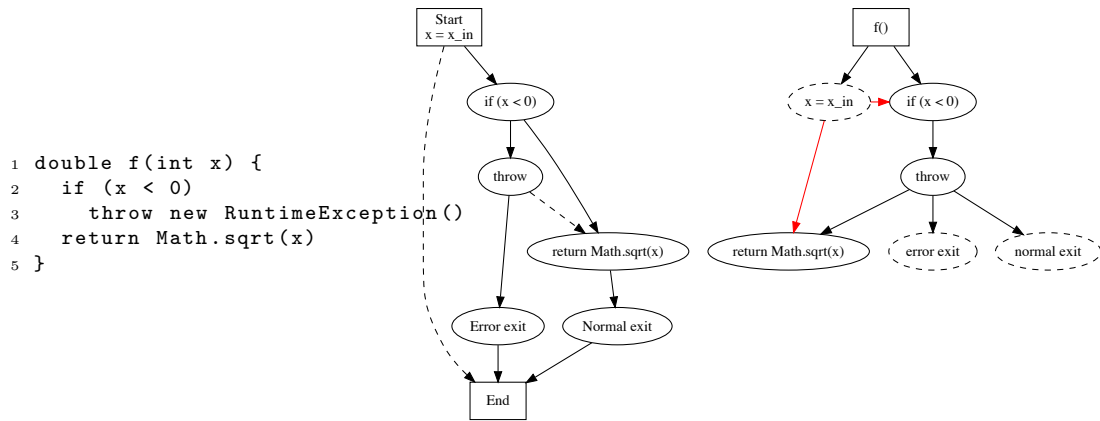 1 double f(int x) {
2 if (x < 0)
3 throw new RuntimeException()
4 return Math.sqrt(x)
5 }
Start
x = x_in
if (x < 0)
throw
return Math.sqrt(x)
Error exit
Normal exit
End
f()
x = x_in
if (x < 0)
throw
return Math.sqrt(x)
error exit
normal exit